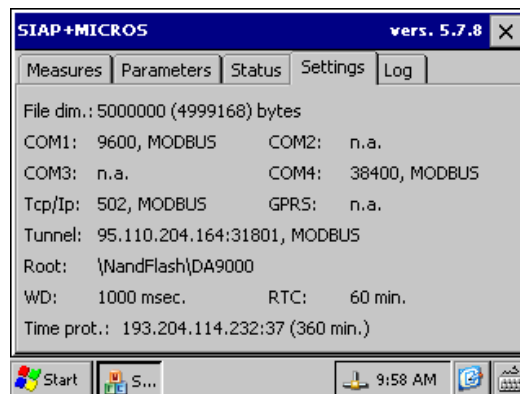 SIAP+MICROS vers. 5.7.8
Measures Parameters Status Settings Log
File dim.: 5000000 (4999168) bytes
COM1: 9600, MODBUS COM2: n.a.
COM3: n.a. COM4: 38400, MODBUS
Tcp/Ip: 502, MODBUS GPRS: n.a.
Tunnel: 95.110.204.164:31801, MODBUS
Root: \NandFlash\DA9000
WD: 1000 msec. RTC: 60 min.
Time prot.: 193.204.114.232:37 (360 min.)
Start S... 9:58 AM